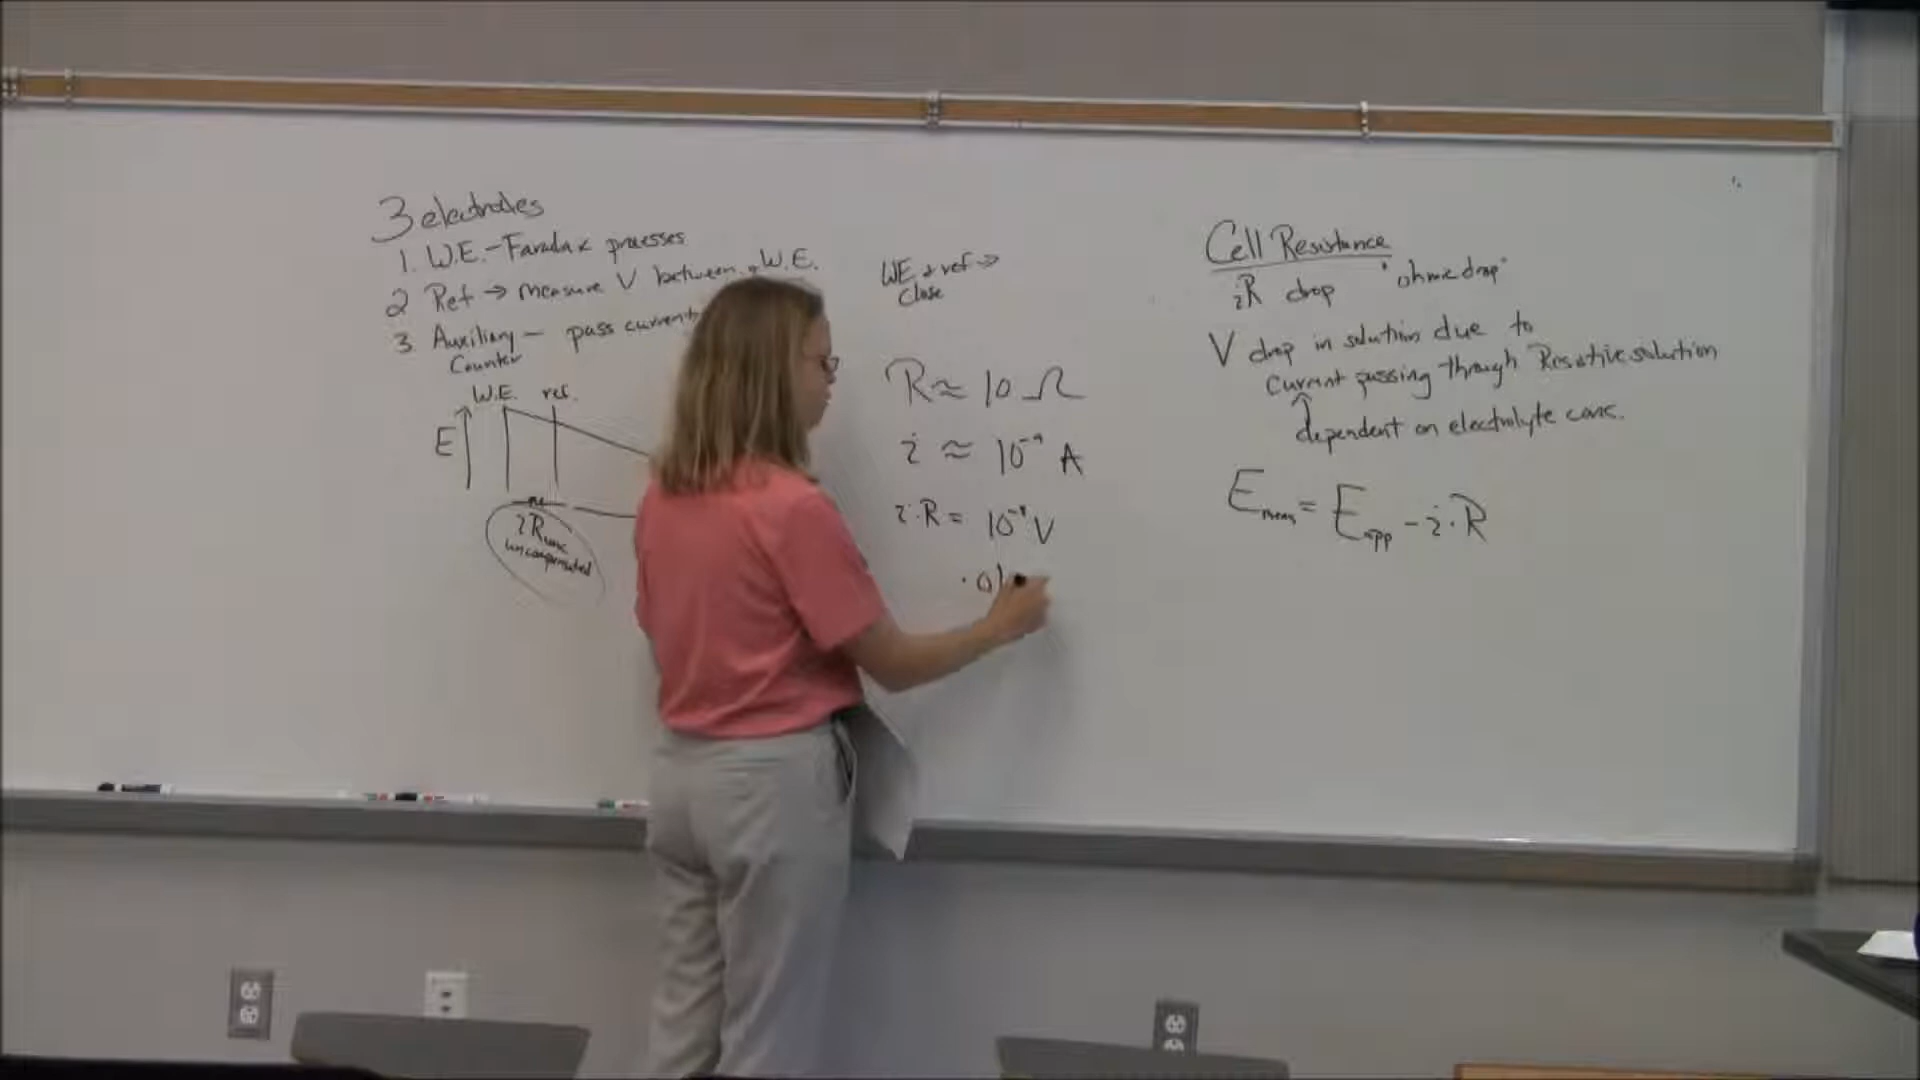 3 electrodes
1. W.E. - Faradaic processes
2 Ref → measure V between W.E.
3 Auxiliary - pass current
Counter
W.E. ref.
E
iRunc
uncompensated
WE + ref →
Close
R ≈ 10 Ω
i ≈ 10⁻⁹ A
i·R = 10⁻⁸ V
.01
Cell Resistance
iR drop "ohmic drop"
V drop in solution due to
current passing through Resistive solution
dependent on electrolyte conc.
Emeas = Eapp - i·R